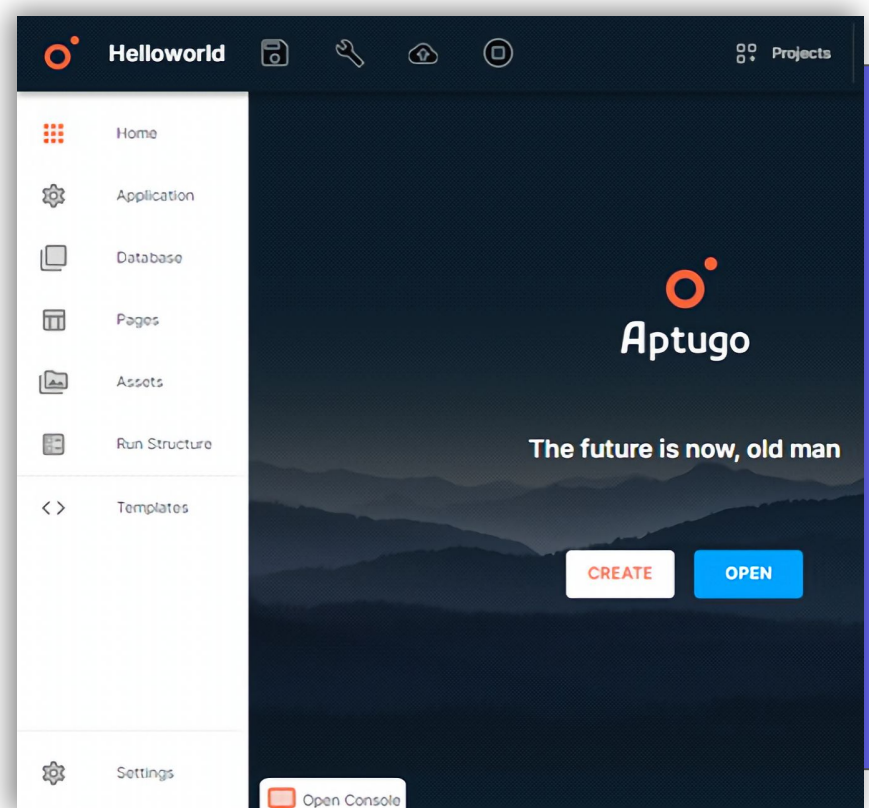 Helloworld
Projects
Home
Application
Database
Pages
Assets
Run Structure
Templates
Settings
Aptugo
The future is now, old man
CREATE
OPEN
Open Console